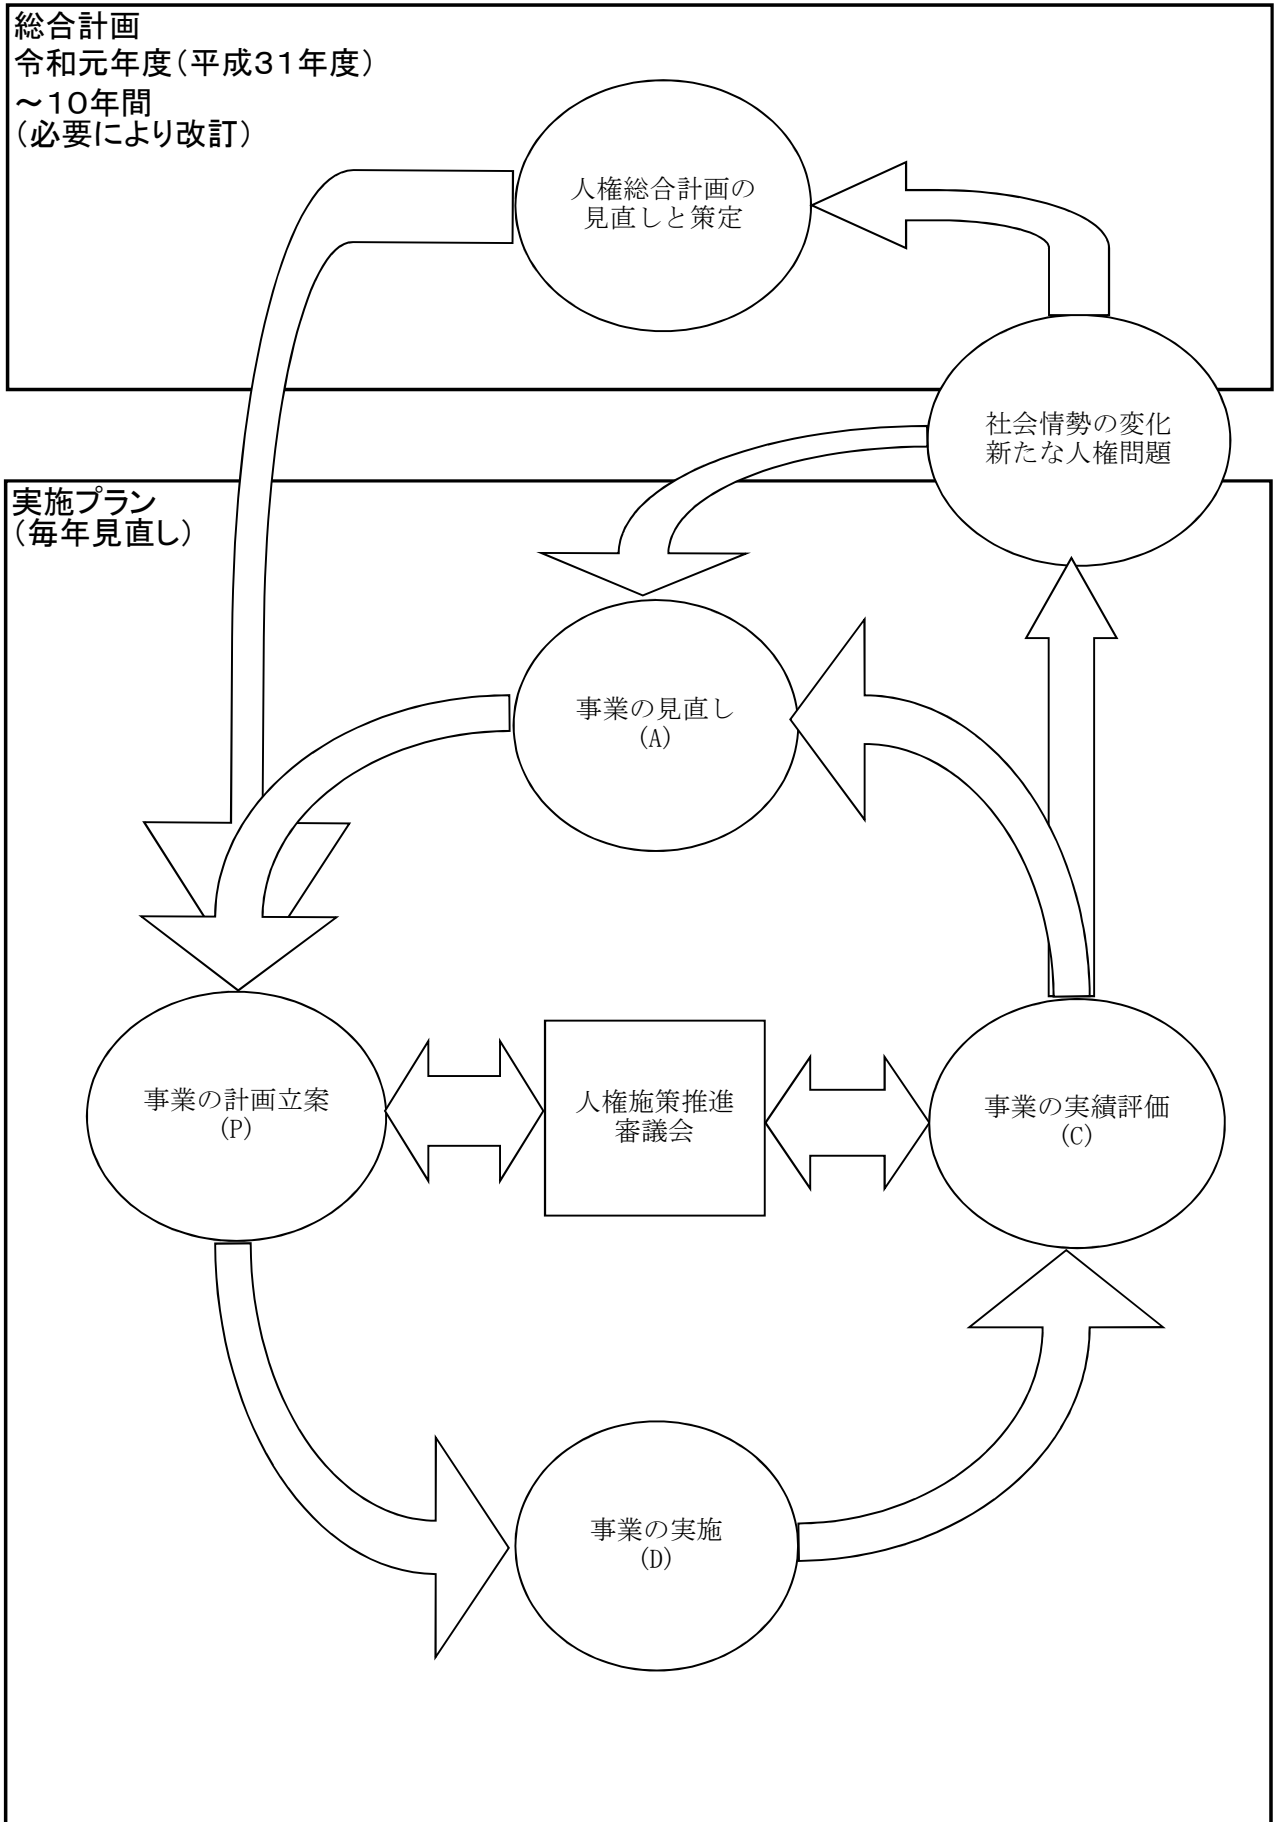 総合計画
令和元年度（平成３１年度）
～１０年間
（必要により改訂）
人権総合計画の
見直しと策定
社会情勢の変化
新たな人権問題
実施プラン
（毎年見直し）
事業の見直し
(A)
事業の計画立案
(P)
人権施策推進
審議会
事業の実績評価
(C)
事業の実施
(D)